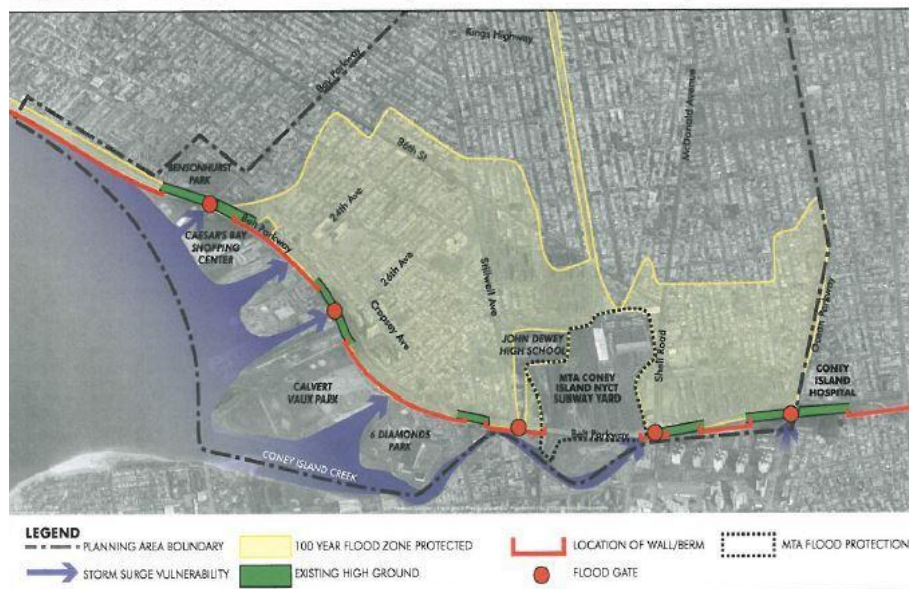 Kings Highway
Bay Parkway
McDonald Avenue
86th St
BENSONHURST
PARK
24th Ave
Belt Parkway
CAESAR'S BAY
SHOPPING
CENTER
26th Ave
Stillwell Ave
Cropsey Ave
Ocean Parkway
JOHN DEWEY
HIGH SCHOOL
Shell Road
MTA CONEY
ISLAND NYCT
SUBWAY YARD
CONEY
ISLAND
HOSPITAL
CALVERT
VAUX PARK
6 DIAMONDS
PARK
Belt Parkway
CONEY ISLAND CREEK
LEGEND
PLANNING AREA BOUNDARY
100 YEAR FLOOD ZONE PROTECTED
LOCATION OF WALL/BERM
MTA FLOOD PROTECTION
STORM SURGE VULNERABILITY
EXISTING HIGH GROUND
FLOOD GATE